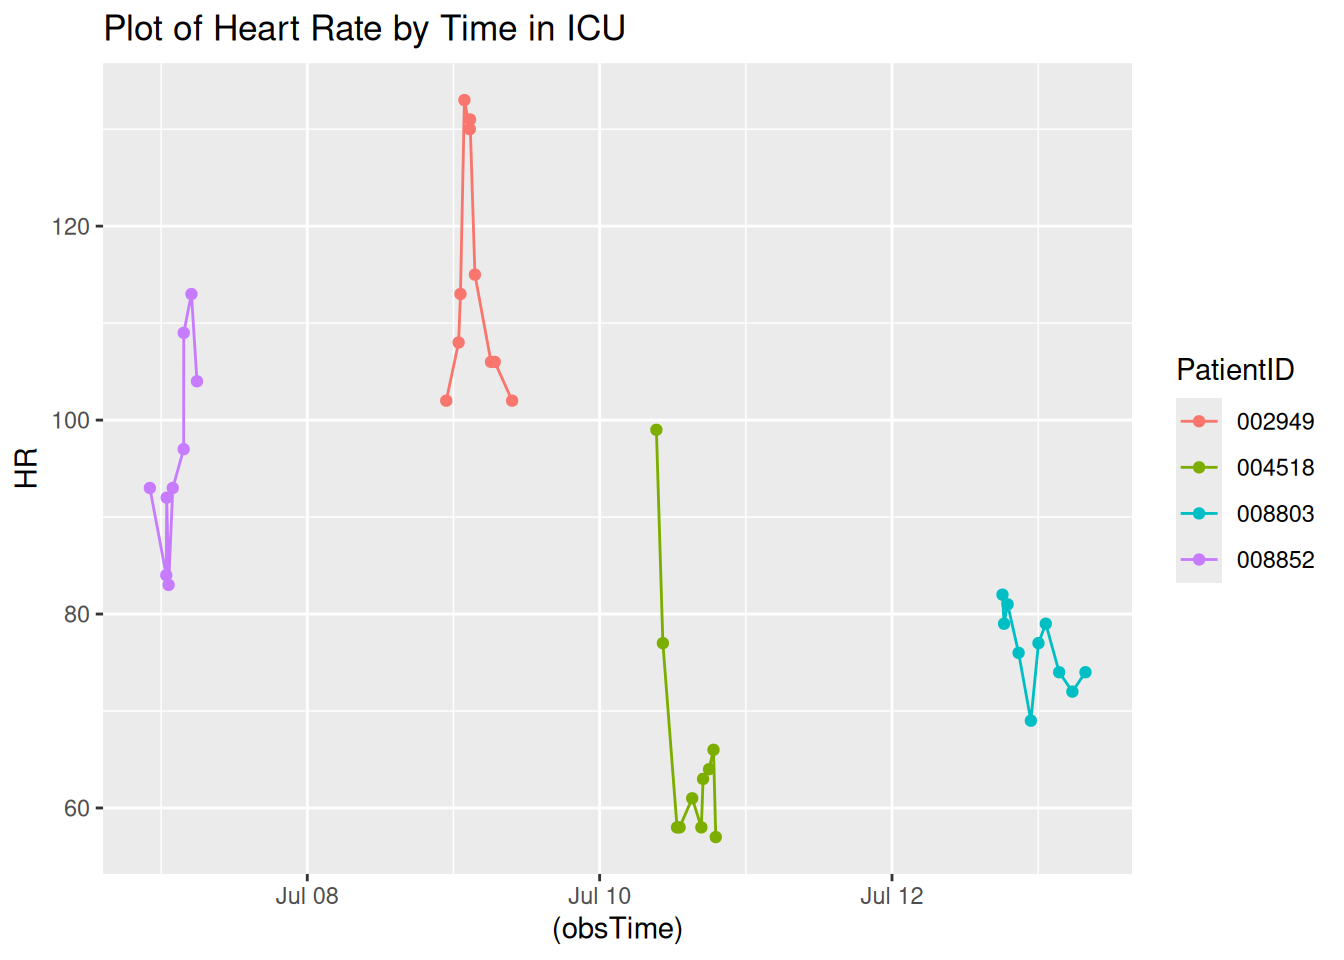 Plot of Heart Rate by Time in ICU
120
100
80
60
HR
Jul 08
Jul 10
Jul 12
(obsTime)
PatientID
002949
004518
008803
008852